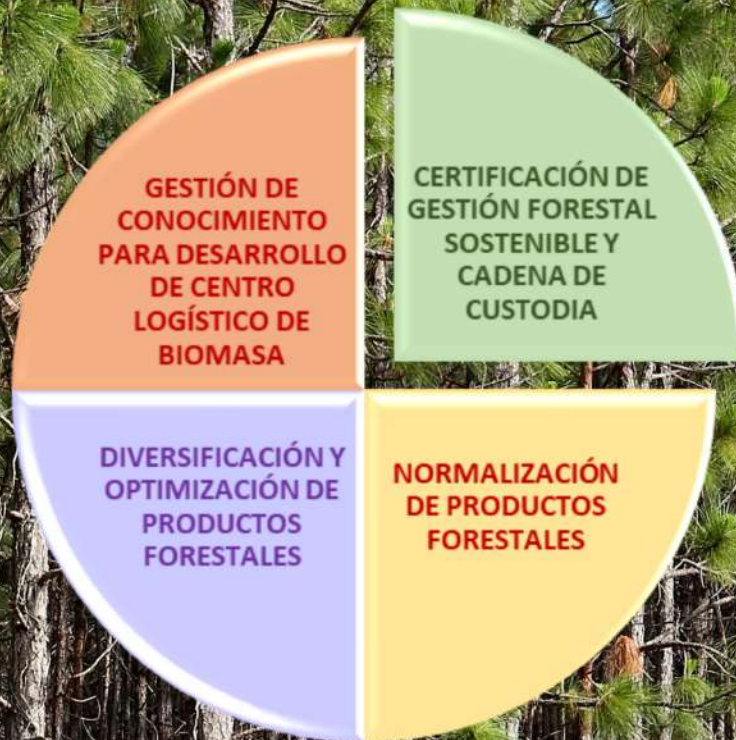 GESTIÓN DE
CONOCIMIENTO
PARA DESARROLLO
DE CENTRO
LOGÍSTICO DE
BIOMASA
CERTIFICACIÓN DE
GESTIÓN FORESTAL
SOSTENIBLE Y
CADENA DE
CUSTODIA
DIVERSIFICACIÓN Y
OPTIMIZACIÓN DE
PRODUCTOS
FORESTALES
NORMALIZACIÓN
DE PRODUCTOS
FORESTALES